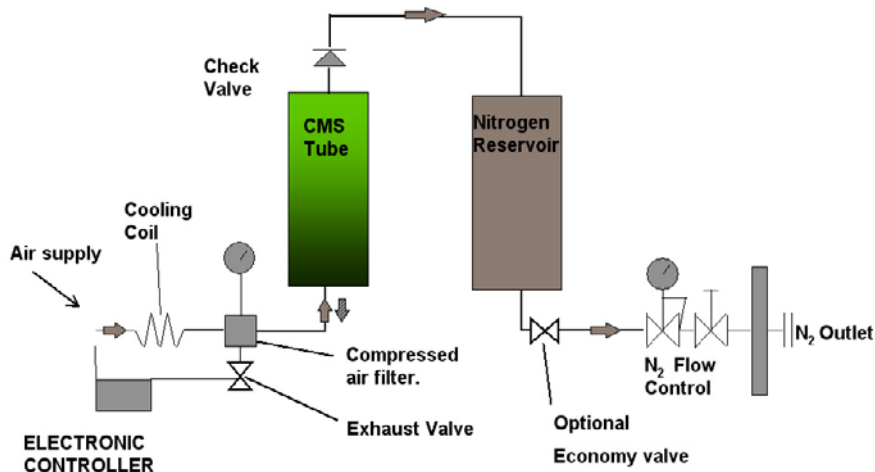 Check
Valve
CMS
Tube
Nitrogen
Reservoir
Cooling
Coil
Air supply
N₂ Outlet
Compressed
air filter.
N₂ Flow
Control
Exhaust Valve
Optional
Economy valve
ELECTRONIC
CONTROLLER